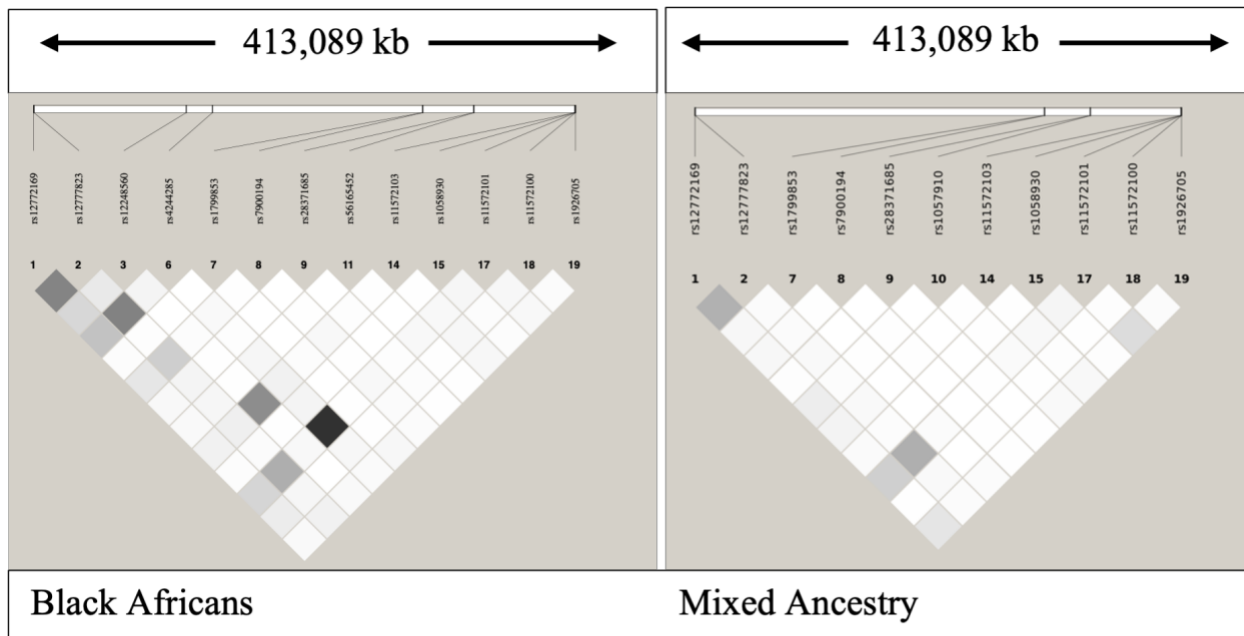 413,089 kb
413,089 kb
rs12772169
rs12777823
rs12248560
rs4244285
rs1799853
rs7900194
rs28371685
rs56165452
rs11572103
rs1058930
rs11572101
rs11572100
rs1926705
1 2 3 6 7 8 9 11 14 15 17 18 19
rs12772169
rs12777823
rs1799853
rs7900194
rs28371685
rs1057910
rs11572103
rs1058930
rs11572101
rs11572100
rs1926705
1 2 7 8 9 10 14 15 17 18 19
Black Africans
Mixed Ancestry